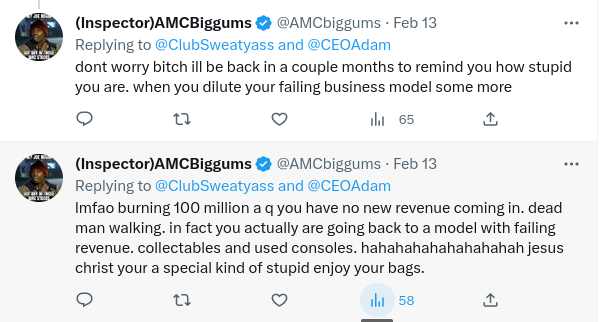 (Inspector)AMCBiggums @AMCbiggums · Feb 13
Replying to @ClubSweatyass and @CEOAdam
dont worry bitch ill be back in a couple months to remind you how stupid
you are. when you dilute your failing business model some more
65
(Inspector)AMCBiggums @AMCbiggums · Feb 13
Replying to @ClubSweatyass and @CEOAdam
lmfao burning 100 million a q you have no new revenue coming in. dead
man walking. in fact you actually are going back to a model with failing
revenue. collectables and used consoles. hahahahahahahahahah jesus
christ your a special kind of stupid enjoy your bags.
58